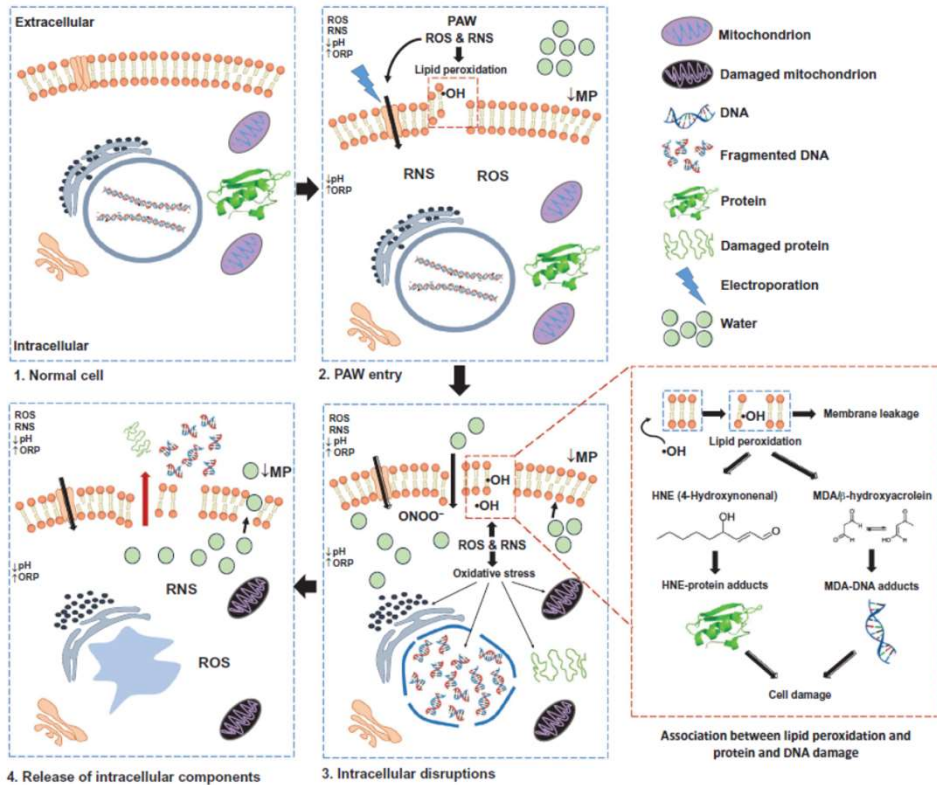 Extracellular
Intracellular
1. Normal cell
ROS
RNS
↓pH
↑ORP
PAW
ROS & RNS
Lipid peroxidation
•OH
↓MP
↓pH
↑ORP
RNS
ROS
2. PAW entry
Mitochondrion
Damaged mitochondrion
DNA
Fragmented DNA
Protein
Damaged protein
Electroporation
Water
ROS
RNS
↓pH
↑ORP
↓MP
↓pH
↑ORP
RNS
ROS
4. Release of intracellular components
ROS
RNS
↓pH
↑ORP
↓MP
•OH
•OH
ONOO⁻
↓pH
↑ORP
ROS & RNS
Oxidative stress
3. Intracellular disruptions
•OH
•OH
Membrane leakage
Lipid peroxidation
HNE (4-Hydroxynonenal)
MDA/β-hydroxyacrolein
OH
O
O
H
O
H
O
HO
H
HNE-protein adducts
MDA-DNA adducts
Cell damage
Association between lipid peroxidation and
protein and DNA damage